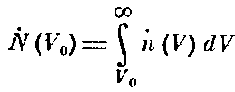 Ṅ (V₀) = ∫_{V₀}^{∞} ṅ (V) dV